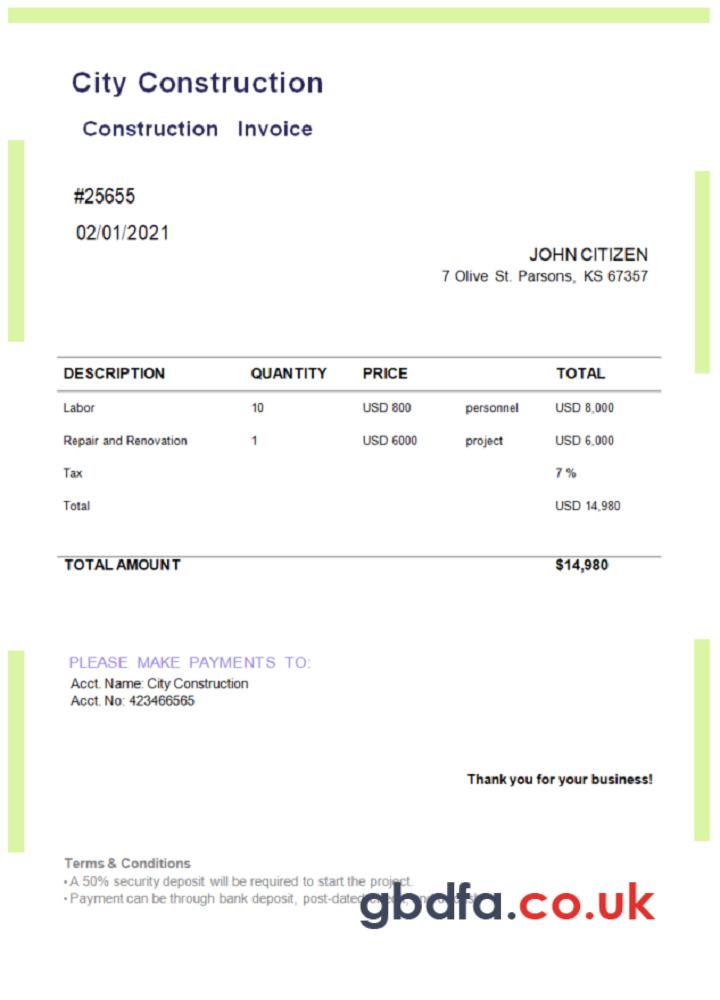 City Construction
Construction Invoice
#25655
02/01/2021
JOHN CITIZEN
7 Olive St. Parsons, KS 67357
DESCRIPTION QUANTITY PRICE TOTAL
Labor 10 USD 800 personnel USD 8,000
Repair and Renovation 1 USD 6000 project USD 6,000
Tax 7 %
Total USD 14,980
TOTAL AMOUNT $14,980
PLEASE MAKE PAYMENTS TO:
Acct. Name: City Construction
Acct. No: 423466565
Thank you for your business!
Terms & Conditions
• A 50% security deposit will be required to start the project.
• Payment can be through bank deposit, post-dated
gbdfa.co.uk